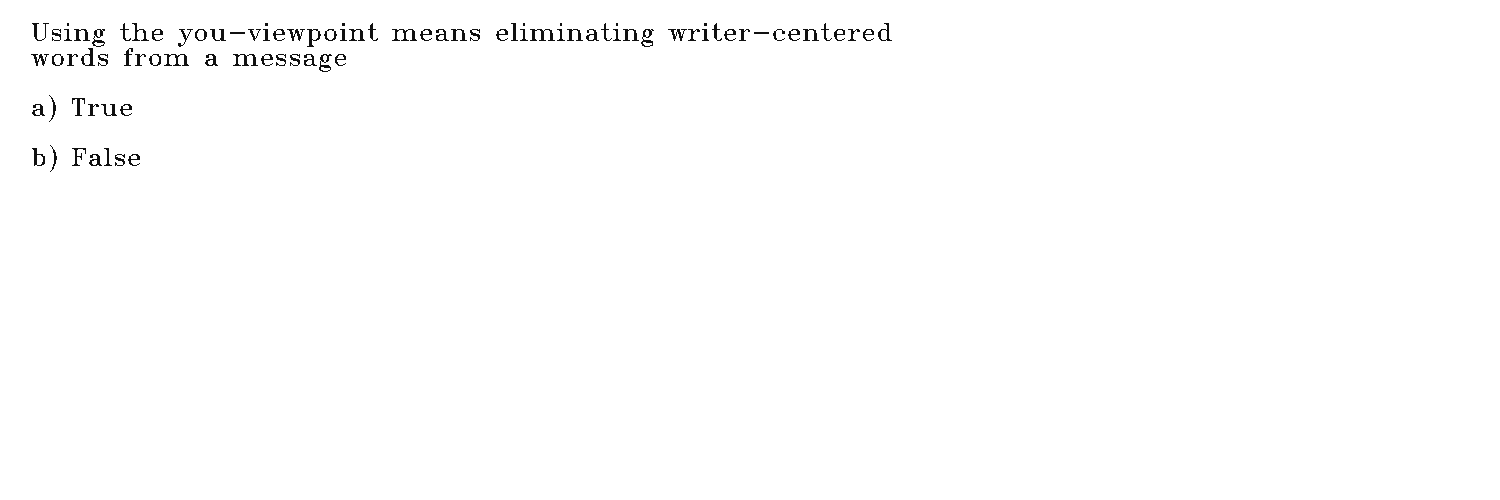 Using the you-viewpoint means eliminating writer-centered
words from a message
a) True
b) False